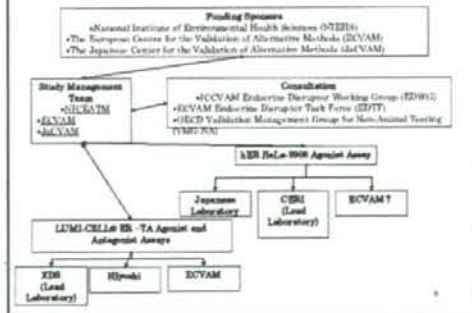 Funding Sponsors
•National Institute of Environmental Health Sciences (NIEHS)
•The European Centre for the Validation of Alternative Methods (ECVAM)
•The Japanese Center for the Validation of Alternative Methods (JaCVAM)
Study Management
Team
•NICEATM
•ECVAM
•JaCVAM
Consultation
•ICCVAM Endocrine Disruptor Working Group (EDWG)
•ECVAM Endocrine Disruptor Task Force (EDTF)
•OECD Validation Management Group for Non-Animal Testing
(VMG-NA)
hER HeLa-9903 Agonist Assay
Japanese
Laboratory
CERI
(Lead
Laboratory)
ECVAM ?
LUMI-CELL® ER -TA Agonist and
Antagonist Assays
XDS
(Lead
Laboratory)
Hiyoshi
ECVAM